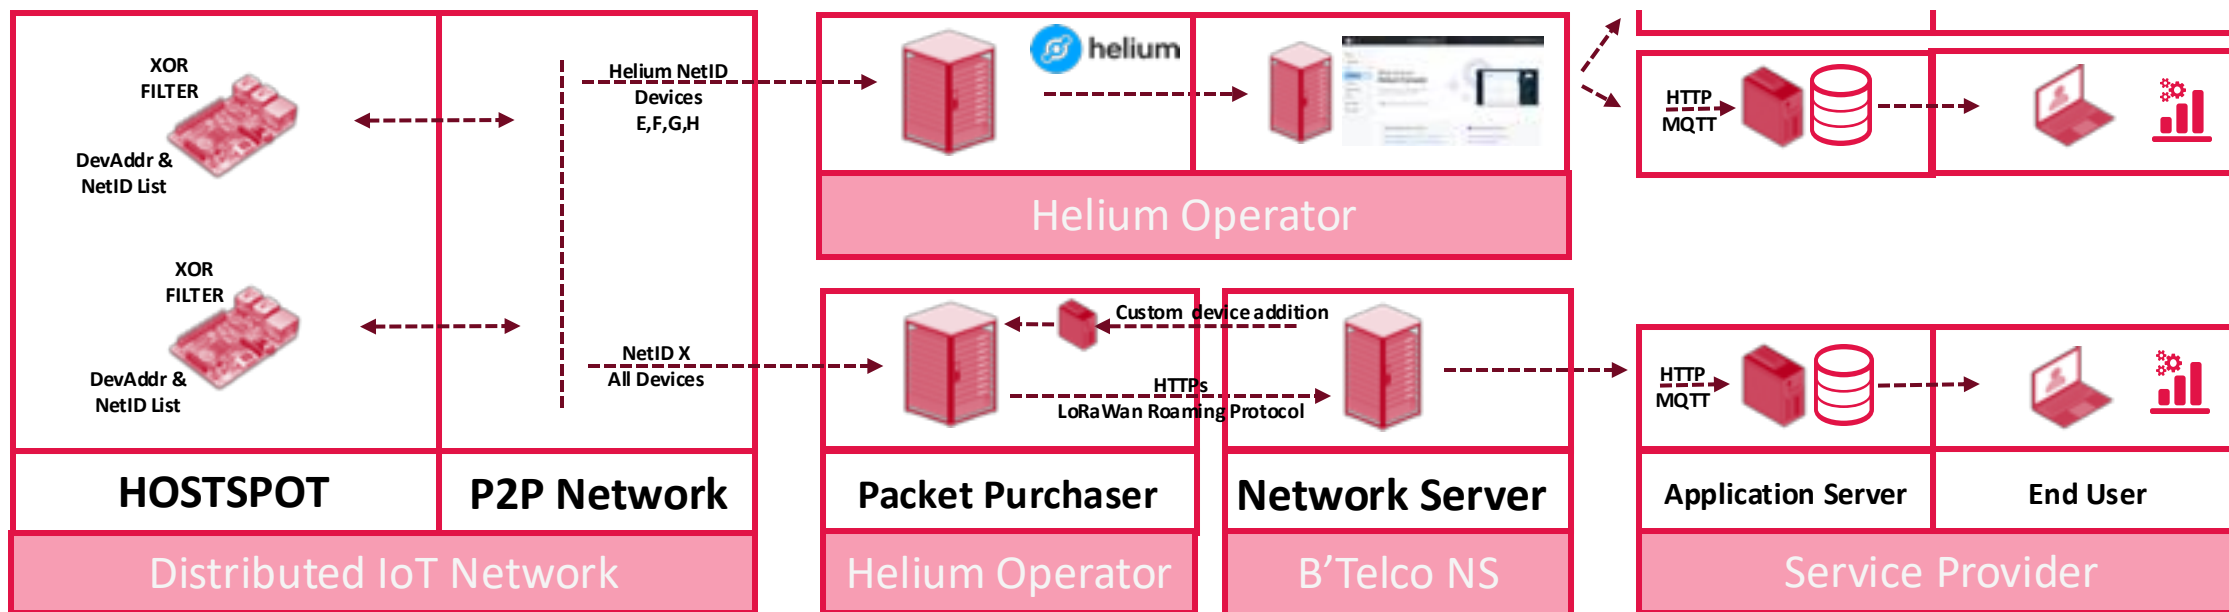 XOR
FILTER
DevAddr &
NetID List
XOR
FILTER
DevAddr &
NetID List
HOSTSPOT
P2P Network
Distributed IoT Network
Helium NetID
Devices
E,F,G,H
NetID X
All Devices
helium
Helium Operator
Custom device addition
HTTPs
LoRaWan Roaming Protocol
Packet Purchaser
Network Server
Helium Operator
B’Telco NS
HTTP
MQTT
HTTP
MQTT
Application Server
End User
Service Provider